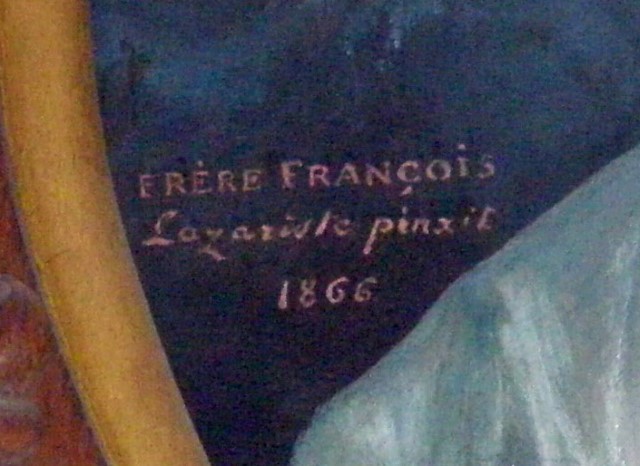 FRÈRE FRANÇOIS
Lazariste pinxit
1866